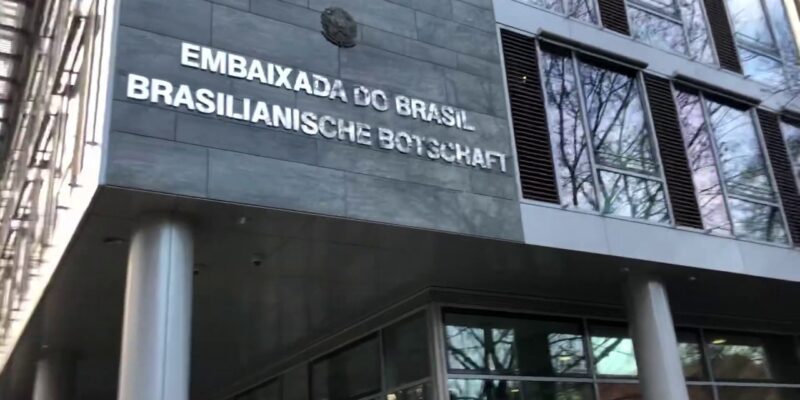 EMBAIXADA DO BRASIL
BRASILIANISCHE BOTSCHAFT